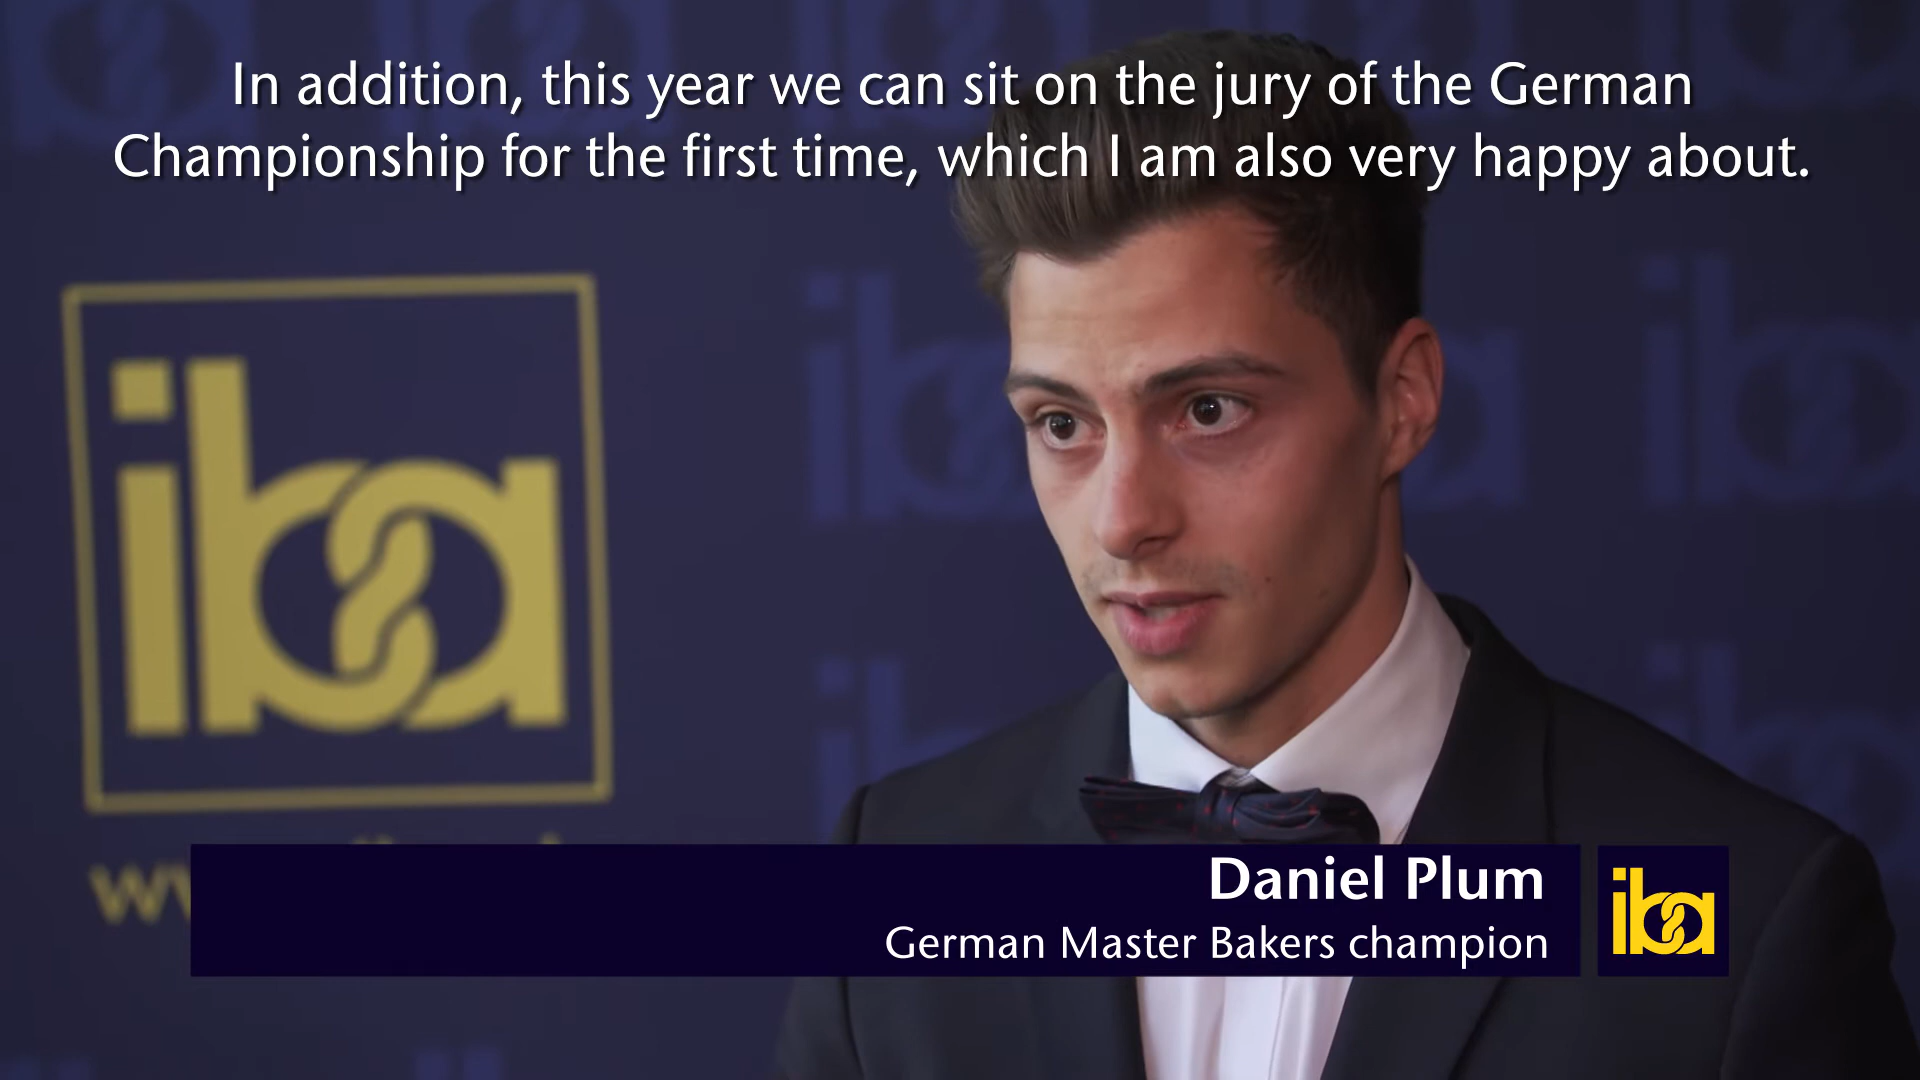 In addition, this year we can sit on the jury of the German
Championship for the first time, which I am also very happy about.
iba
Daniel Plum
German Master Bakers champion
iba